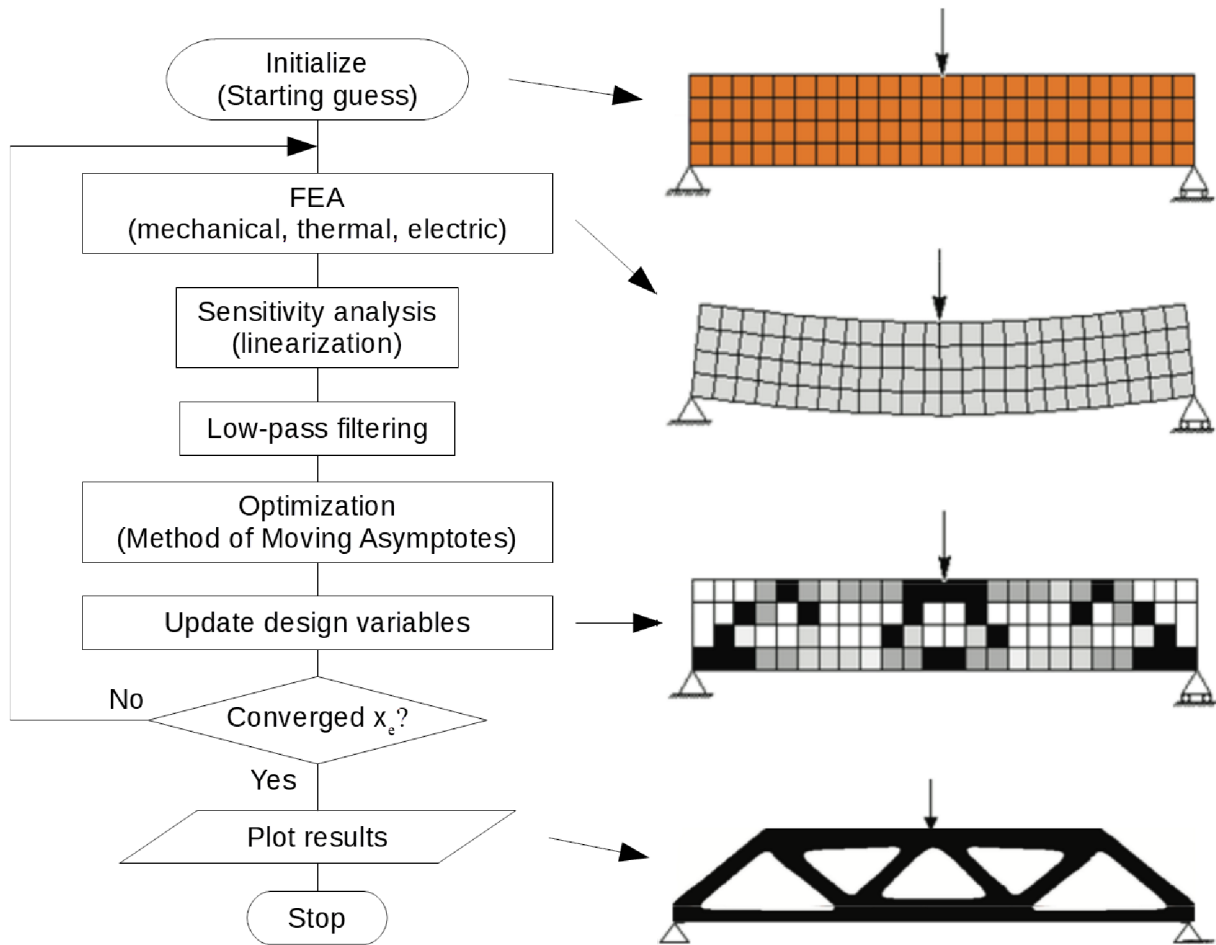 Initialize
(Starting guess)
FEA
(mechanical, thermal, electric)
Sensitivity analysis
(linearization)
Low-pass filtering
Optimization
(Method of Moving Asymptotes)
Update design variables
No
Converged xₑ?
Yes
Plot results
Stop